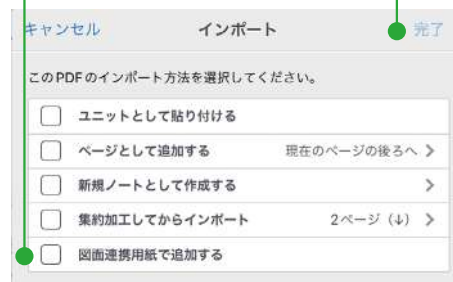 キャンセル インポート 完了
このPDFのインポート方法を選択してください。
ユニットとして貼り付ける
ページとして追加する 現在のページの後ろへ
新規ノートとして作成する
集約加工してからインポート 2ページ (↓)
図面連携用紙で追加する